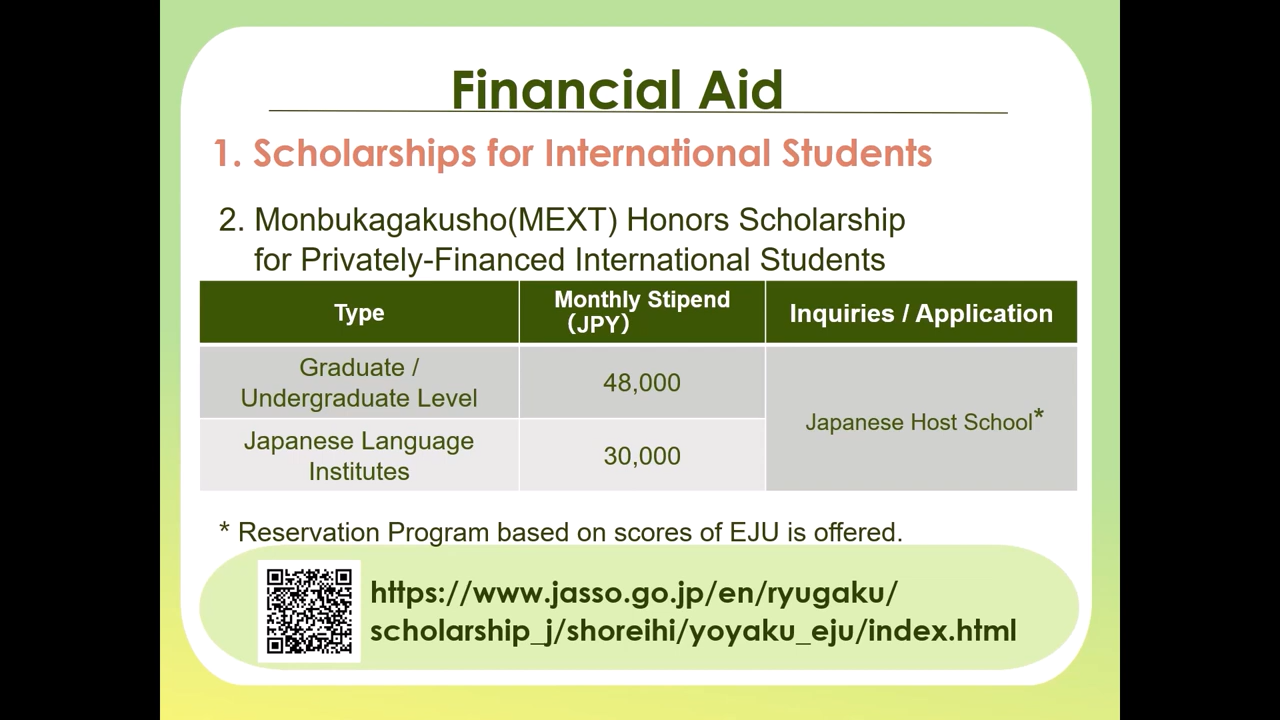 Financial Aid
1. Scholarships for International Students
2. Monbukagakusho(MEXT) Honors Scholarship
for Privately-Financed International Students
Type
Monthly Stipend
（JPY）
Inquiries / Application
Graduate /
Undergraduate Level
48,000
Japanese Host School*
Japanese Language
Institutes
30,000
* Reservation Program based on scores of EJU is offered.
https://www.jasso.go.jp/en/ryugaku/
scholarship_j/shoreihi/yoyaku_eju/index.html